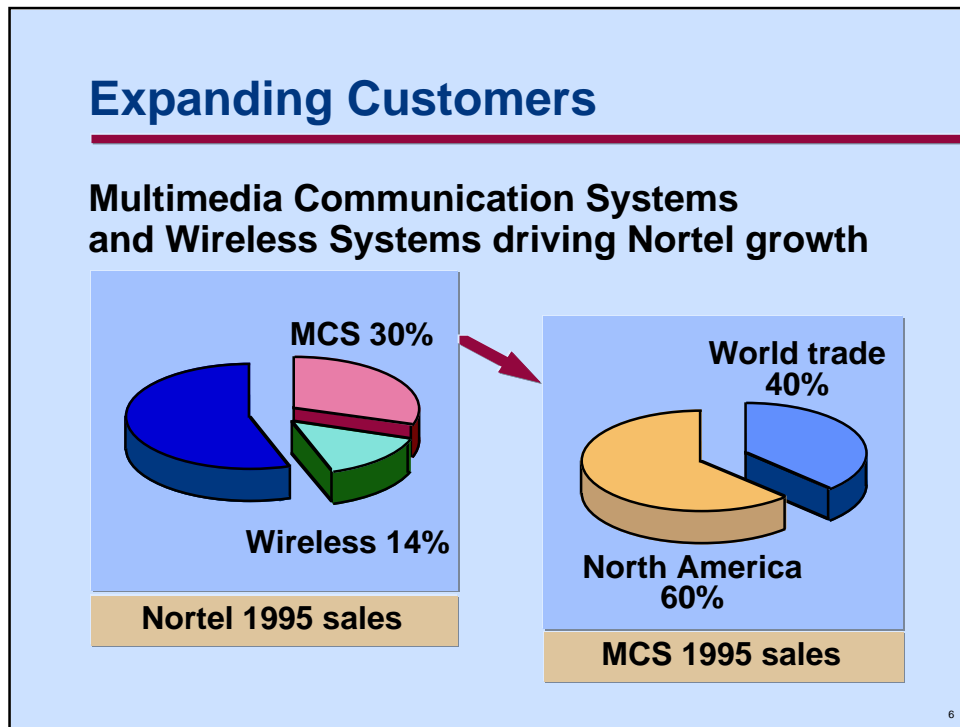 Expanding Customers
Multimedia Communication Systems
and Wireless Systems driving Nortel growth
MCS 30%
Wireless 14%
Nortel 1995 sales
World trade
40%
North America
60%
MCS 1995 sales
6